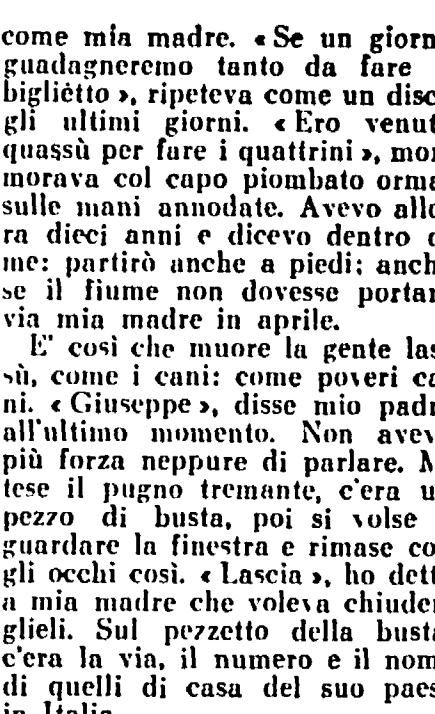 come mia madre. « Se un giorn
guadagneremo tanto da fare
bigliètto », ripeteva come un disc
gli ultimi giorni. « Ero venut
quassù per fare i quattrini », mor
morava col capo piombato orma
sulle mani annodate. Avevo allo
ra dieci anni e dicevo dentro d
me: partirò anche a piedi; anch
se il fiume non dovesse portar
via mia madre in aprile.
E' così che muore la gente las
sù, come i cani: come poveri ca
ni. « Giuseppe », disse mio padr
all'ultimo momento. Non avev
più forza neppure di parlare. M
tese il pugno tremante, c'era u
pezzo di busta, poi si volse
guardare la finestra e rimase co
gli occhi così. « Lascia », ho dett
a mia madre che voleva chiuder
glieli. Sul pezzetto della busta
c'era la via, il numero e il nom
di quelli di casa del suo paes
in Italia